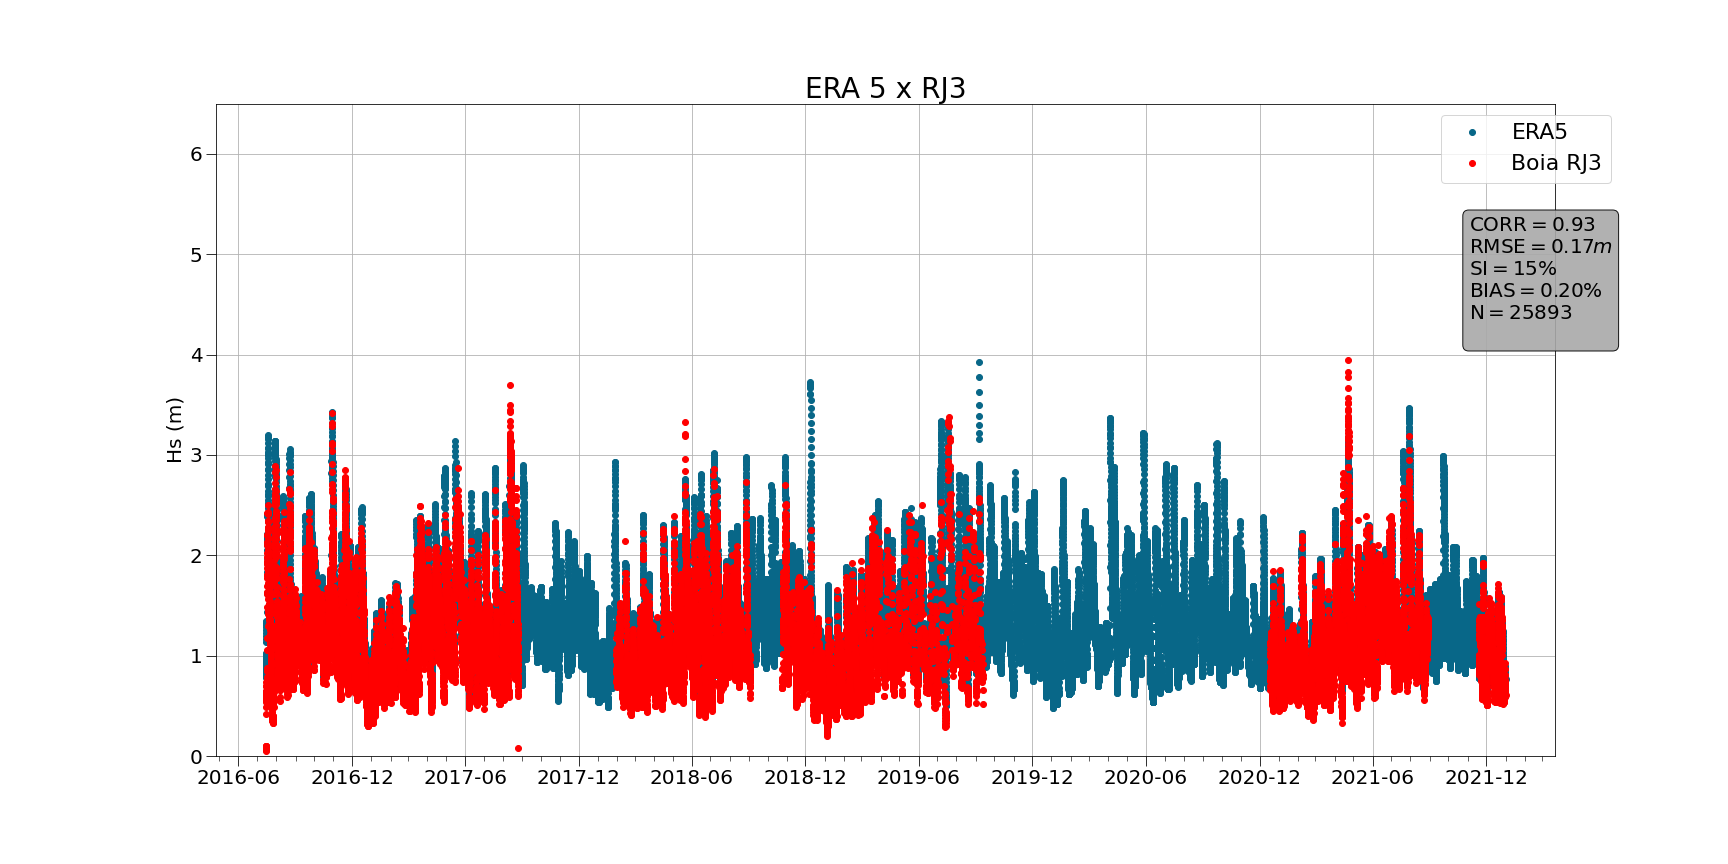 ERA 5 x RJ3
ERA5
Boia RJ3
CORR = 0.93
RMSE = 0.17m
SI = 15%
BIAS = 0.20%
N = 25893
Hs (m)
6
5
4
3
2
1
0
2016-06 2016-12 2017-06 2017-12 2018-06 2018-12 2019-06 2019-12 2020-06 2020-12 2021-06 2021-12